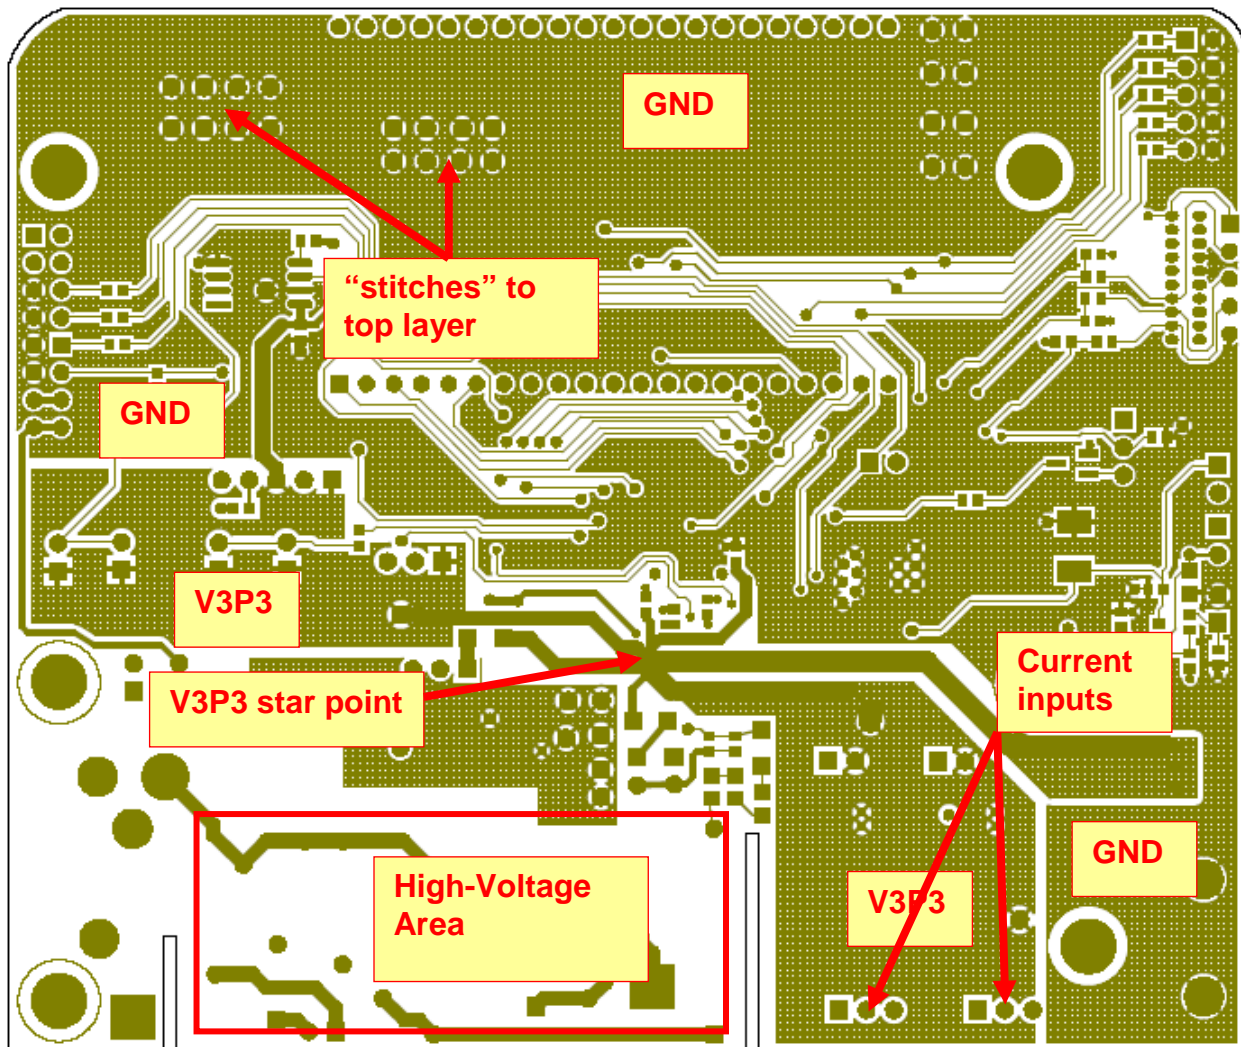 GND
“stitches” to
top layer
GND
V3P3
V3P3 star point
Current
inputs
High-Voltage
Area
V3P3
GND